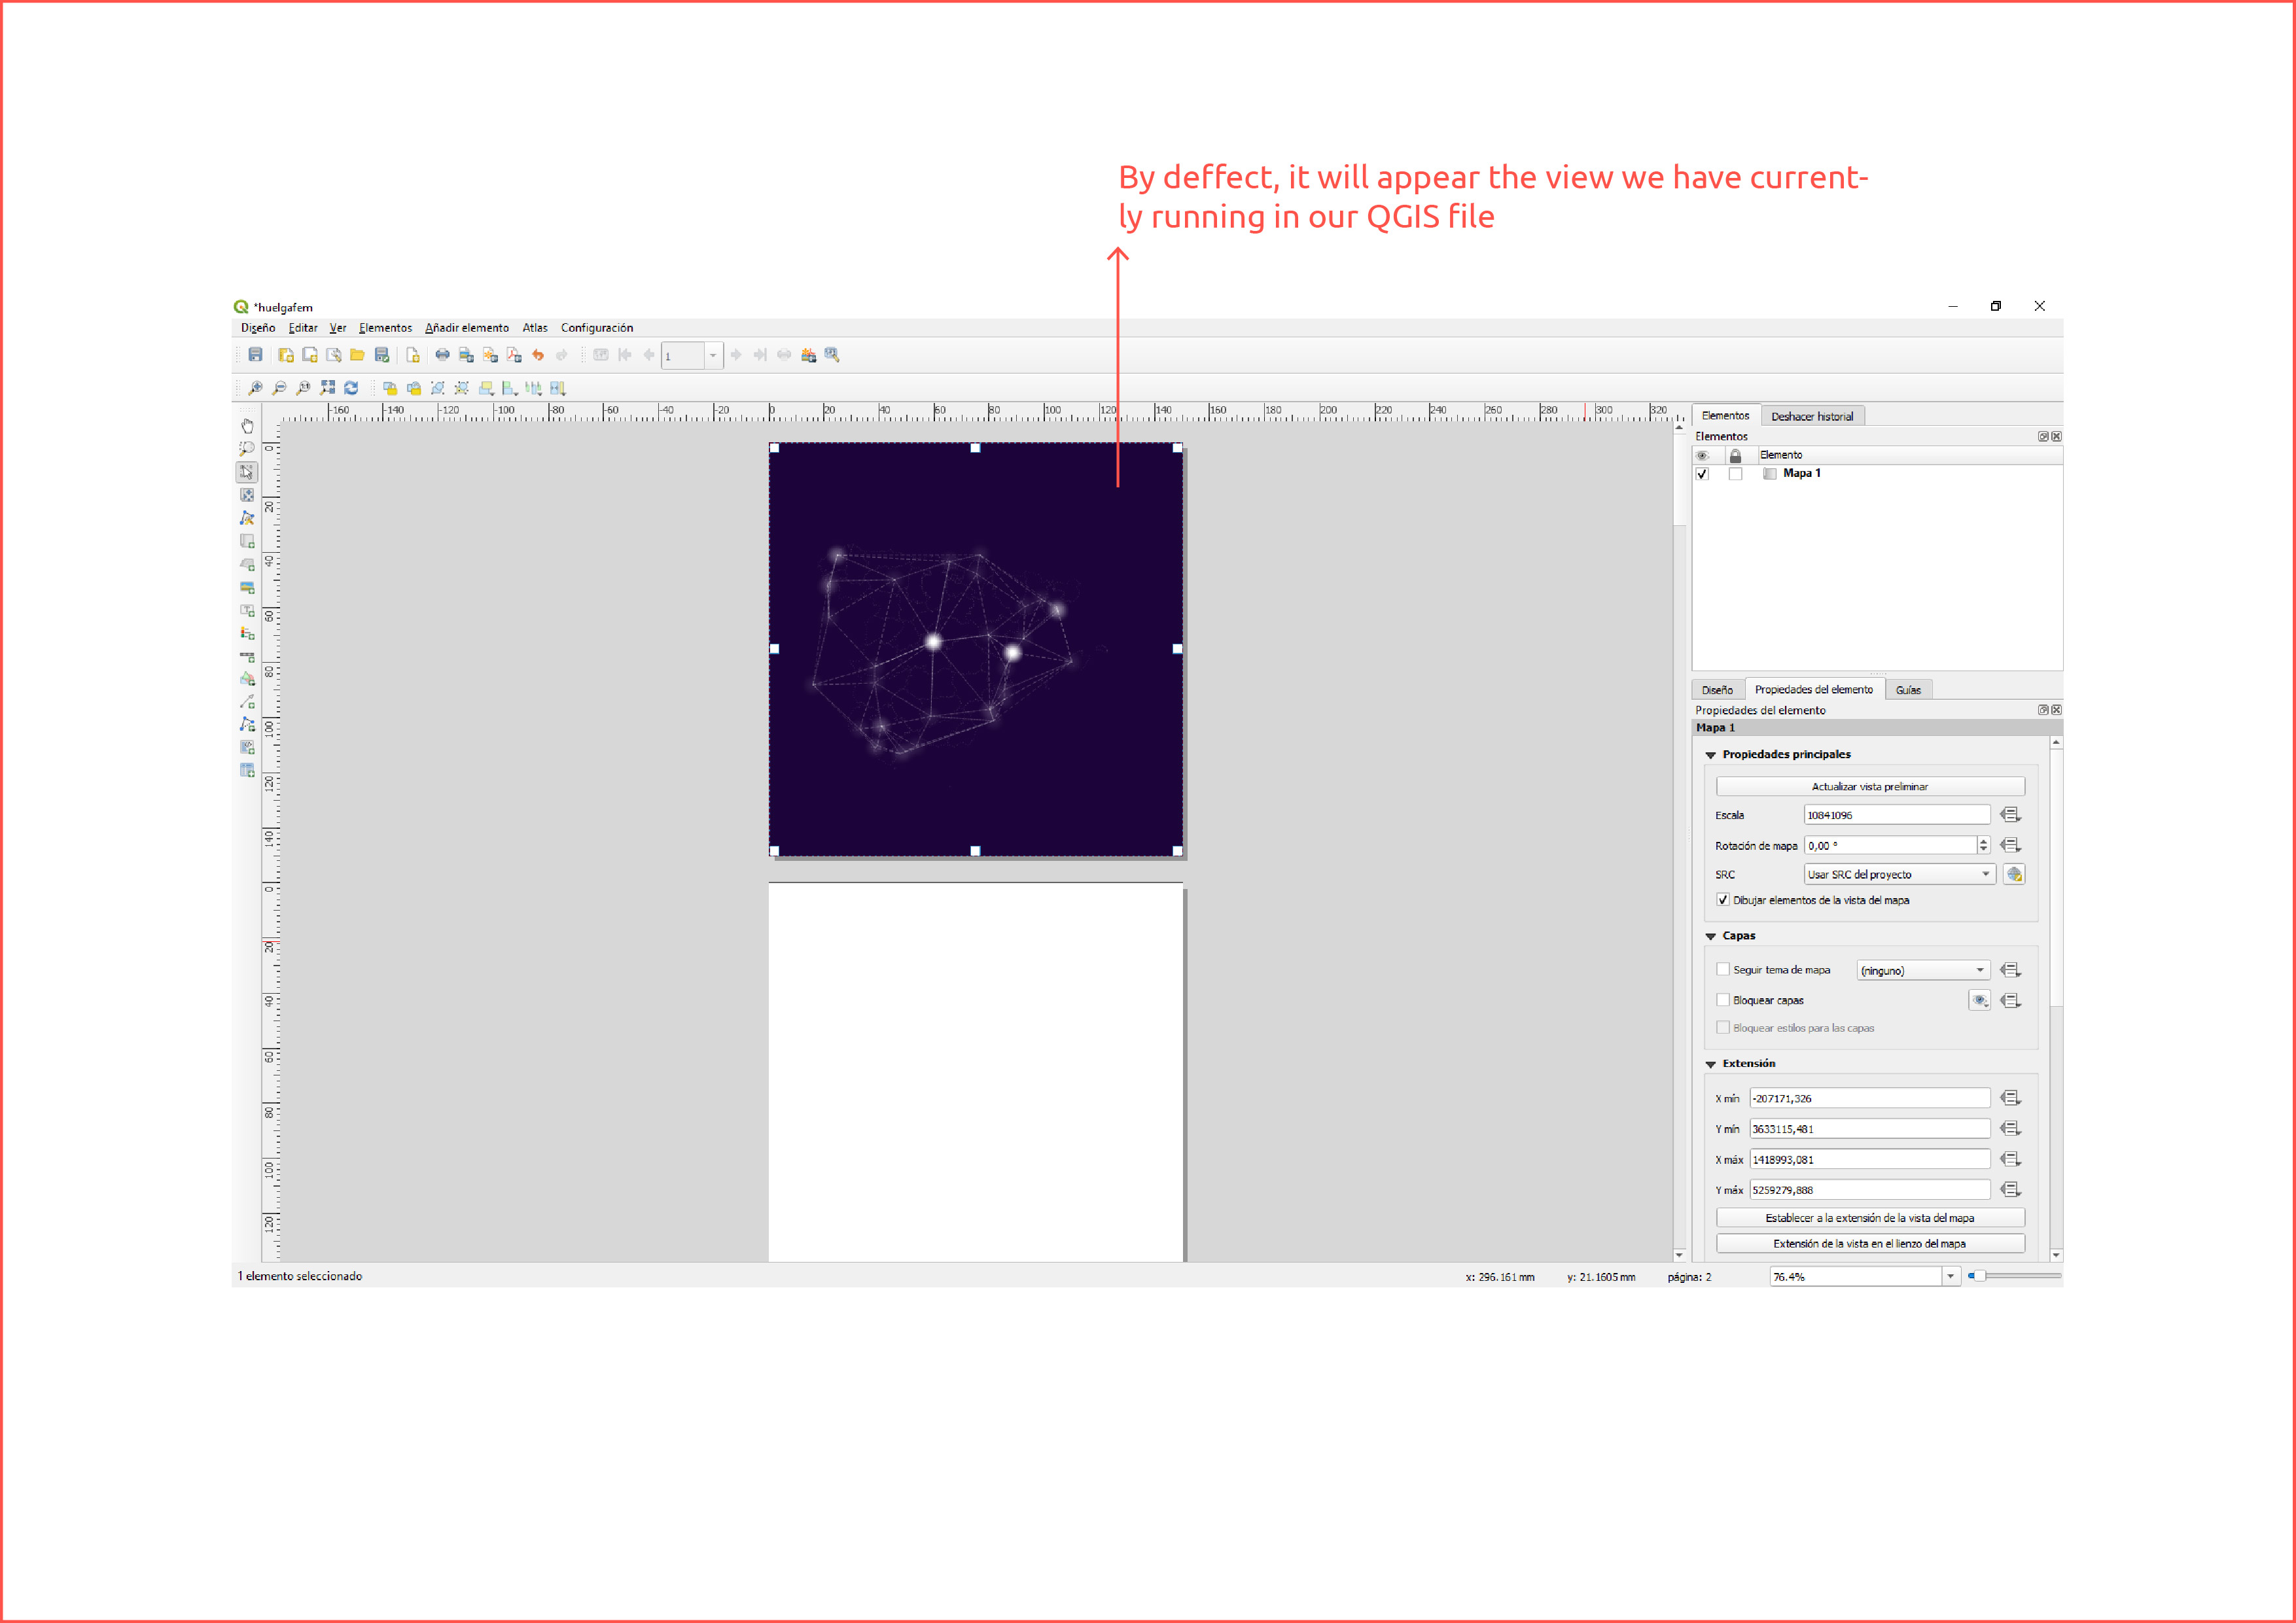 By deffect, it will appear the view we have current-
ly running in our QGIS file
*huelgafem
Diseño Editar Ver Elementos Añadir elemento Atlas Configuración
1
-160 -140 -120 -100 -80 -60 -40 -20 0 20 40 60 80 100 120 140 160 180 200 220 240 260 280 300 320
0 20 40 60 80 100 120 140 0 20 40 60 80 100 120
Elementos Deshacer historial
Elementos
Elemento
Mapa 1
Diseño Propiedades del elemento Guías
Propiedades del elemento
Mapa 1
Propiedades principales
Actualizar vista prelminar
Escala 10841096
Rotación de mapa 0,00 °
SRC Usar SRC del proyecto
Dibujar elementos de la vista del mapa
Capas
Seguir tema de mapa (ninguno)
Bloquear capas
Bloquear estilos para las capas
Extensión
X mín -207171,326
Y mín 3633115,481
X máx 1418993,081
Y máx 5259279,888
Establecer a la extensión de la vista del mapa
Extensión de la vista en el lienzo del mapa
1 elemento seleccionado x: 296.161 mm y: 21.1605 mm página: 2 76.4%